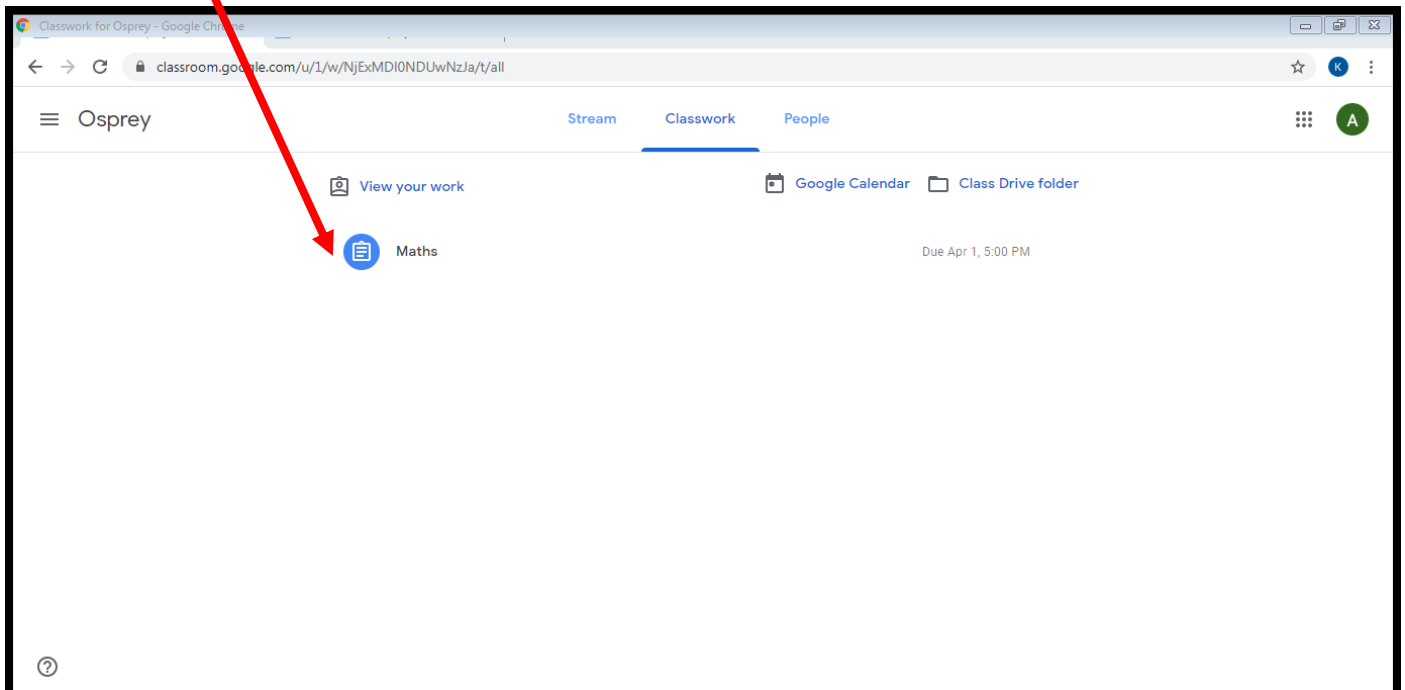 Classwork for Osprey - Google Chrome
classroom.google.com/u/1/w/NjExMDI0NDUwNzJa/t/all
K
Osprey
Stream Classwork People
A
View your work
Google Calendar Class Drive folder
Maths
Due Apr 1, 5:00 PM